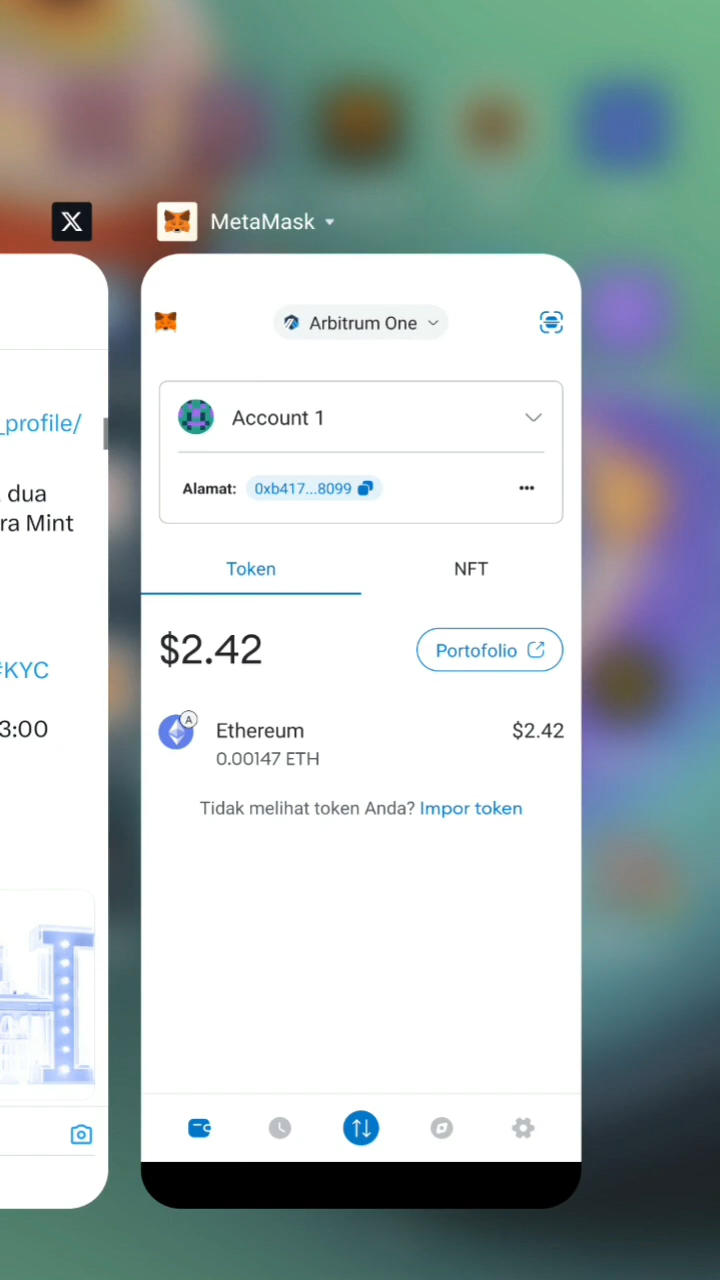 MetaMask
Arbitrum One
_profile/
dua
ra Mint
#KYC
3:00
Account 1
Alamat: 0xb417...8099
Token
NFT
$2.42
Portofolio
A
Ethereum
$2.42
0.00147 ETH
Tidak melihat token Anda? Impor token